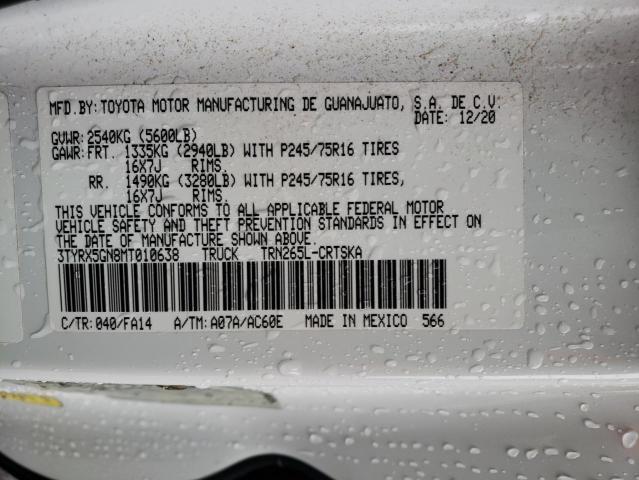 MFD.BY:TOYOTA MOTOR MANUFACTURING DE GUANAJUATO, S.A. DE C.V.
DATE: 12/20
GVWR:2540KG (5600LB)
GAWR:FRT. 1335KG (2940LB) WITH P245/75R16 TIRES
16X7J RIMS.
RR. 1490KG (3280LB) WITH P245/75R16 TIRES,
16X7J RIMS.
THIS VEHICLE CONFORMS TO ALL APPLICABLE FEDERAL MOTOR
VEHICLE SAFETY AND THEFT PREVENTION STANDARDS IN EFFECT ON
THE DATE OF MANUFACTURE SHOWN ABOVE.
3TYRX5GN8MT010638 TRUCK TRN265L-CRTSKA
C/TR:040/FA14 A/TM:A07A/AC60E MADE IN MEXICO 566